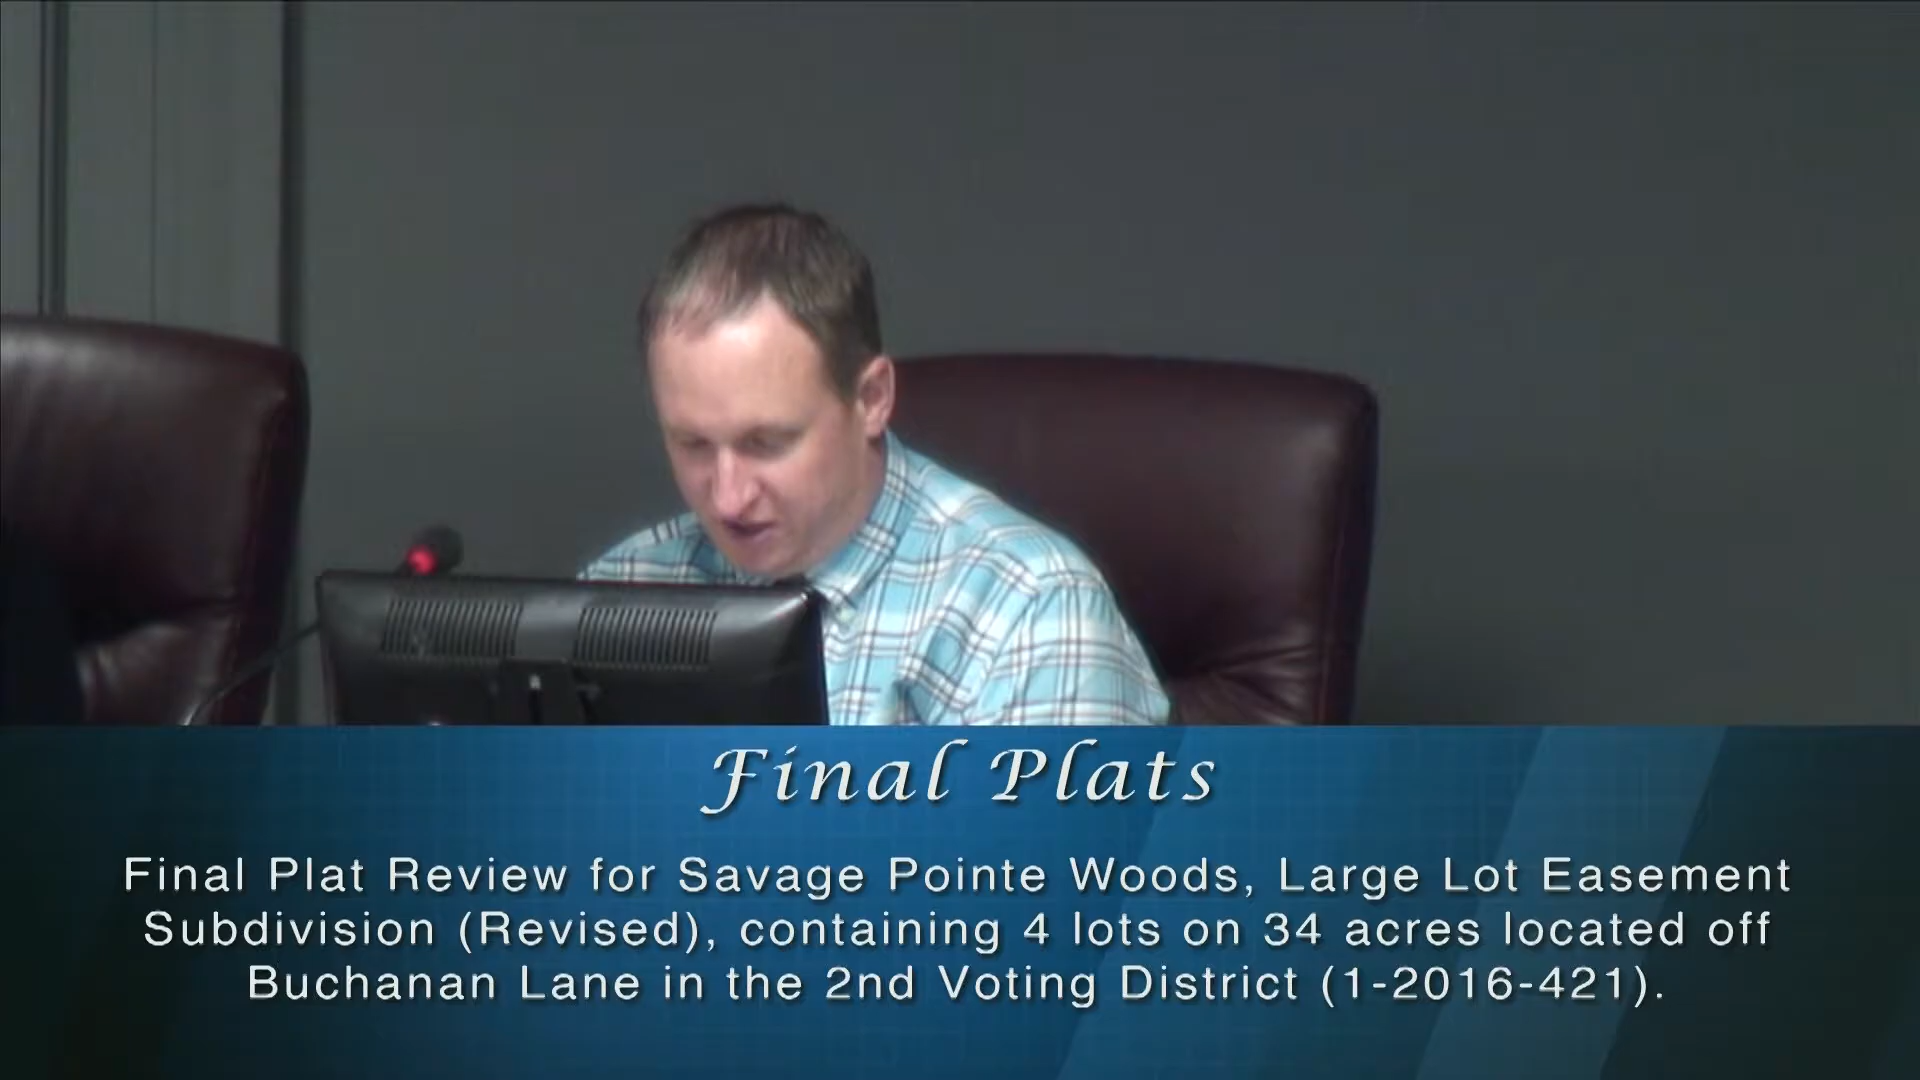 Final Plats
Final Plat Review for Savage Pointe Woods, Large Lot Easement
Subdivision (Revised), containing 4 lots on 34 acres located off
Buchanan Lane in the 2nd Voting District (1-2016-421).